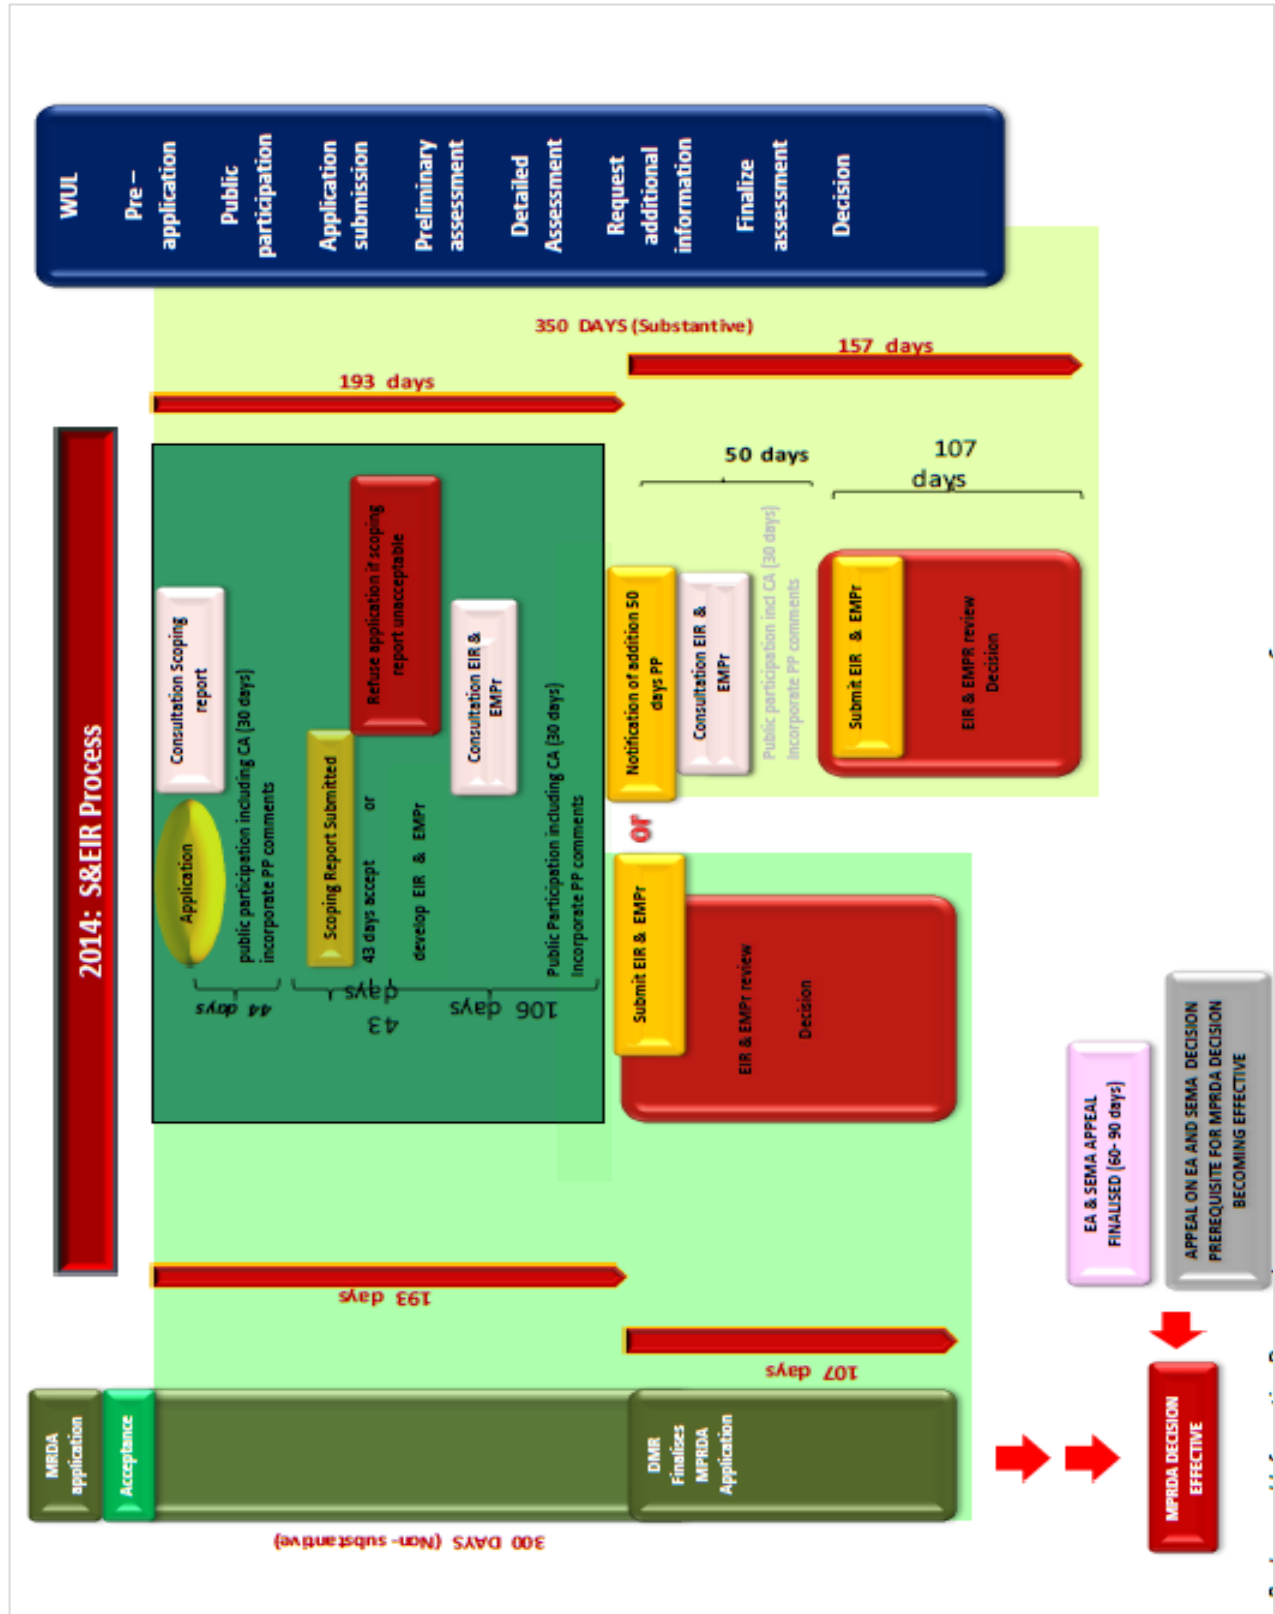 2014: S&EIR Process
MRDA
application
Acceptance
DMR
Finalises
MPRDA
Application
300 DAYS (Non-substantive)
193 days
107 days
Application
Consultation Scoping
report
44 days
public participation including CA (30 days)
incorporate PP comments
Scoping Report Submitted
43
days
43 days accept or
Refuse application if scoping
report unacceptable
develop EIR & EMPr
106 days
Consultation EIR &
EMPr
Public Participation including CA (30 days)
Incorporate PP comments
Submit EIR & EMPr
EIR & EMPr review
Decision
or
Notification of addition 50
days PP
Consultation EIR &
EMPr
Public participation incl CA (30 days)
Incorporate PP comments
Submit EIR & EMPr
EIR & EMPR review
Decision
50 days
107
days
193 days
350 DAYS (Substantive)
157 days
WUL
Pre –
application
Public
participation
Application
submission
Preliminary
assessment
Detailed
Assessment
Request
additional
information
Finalize
assessment
Decision
EA & SEMA APPEAL
FINALISED (60- 90 days)
MPRDA DECISION
EFFECTIVE
APPEAL ON EA AND SEMA DECISION
PREREQUISITE FOR MPRDA DECISION
BECOMING EFFECTIVE